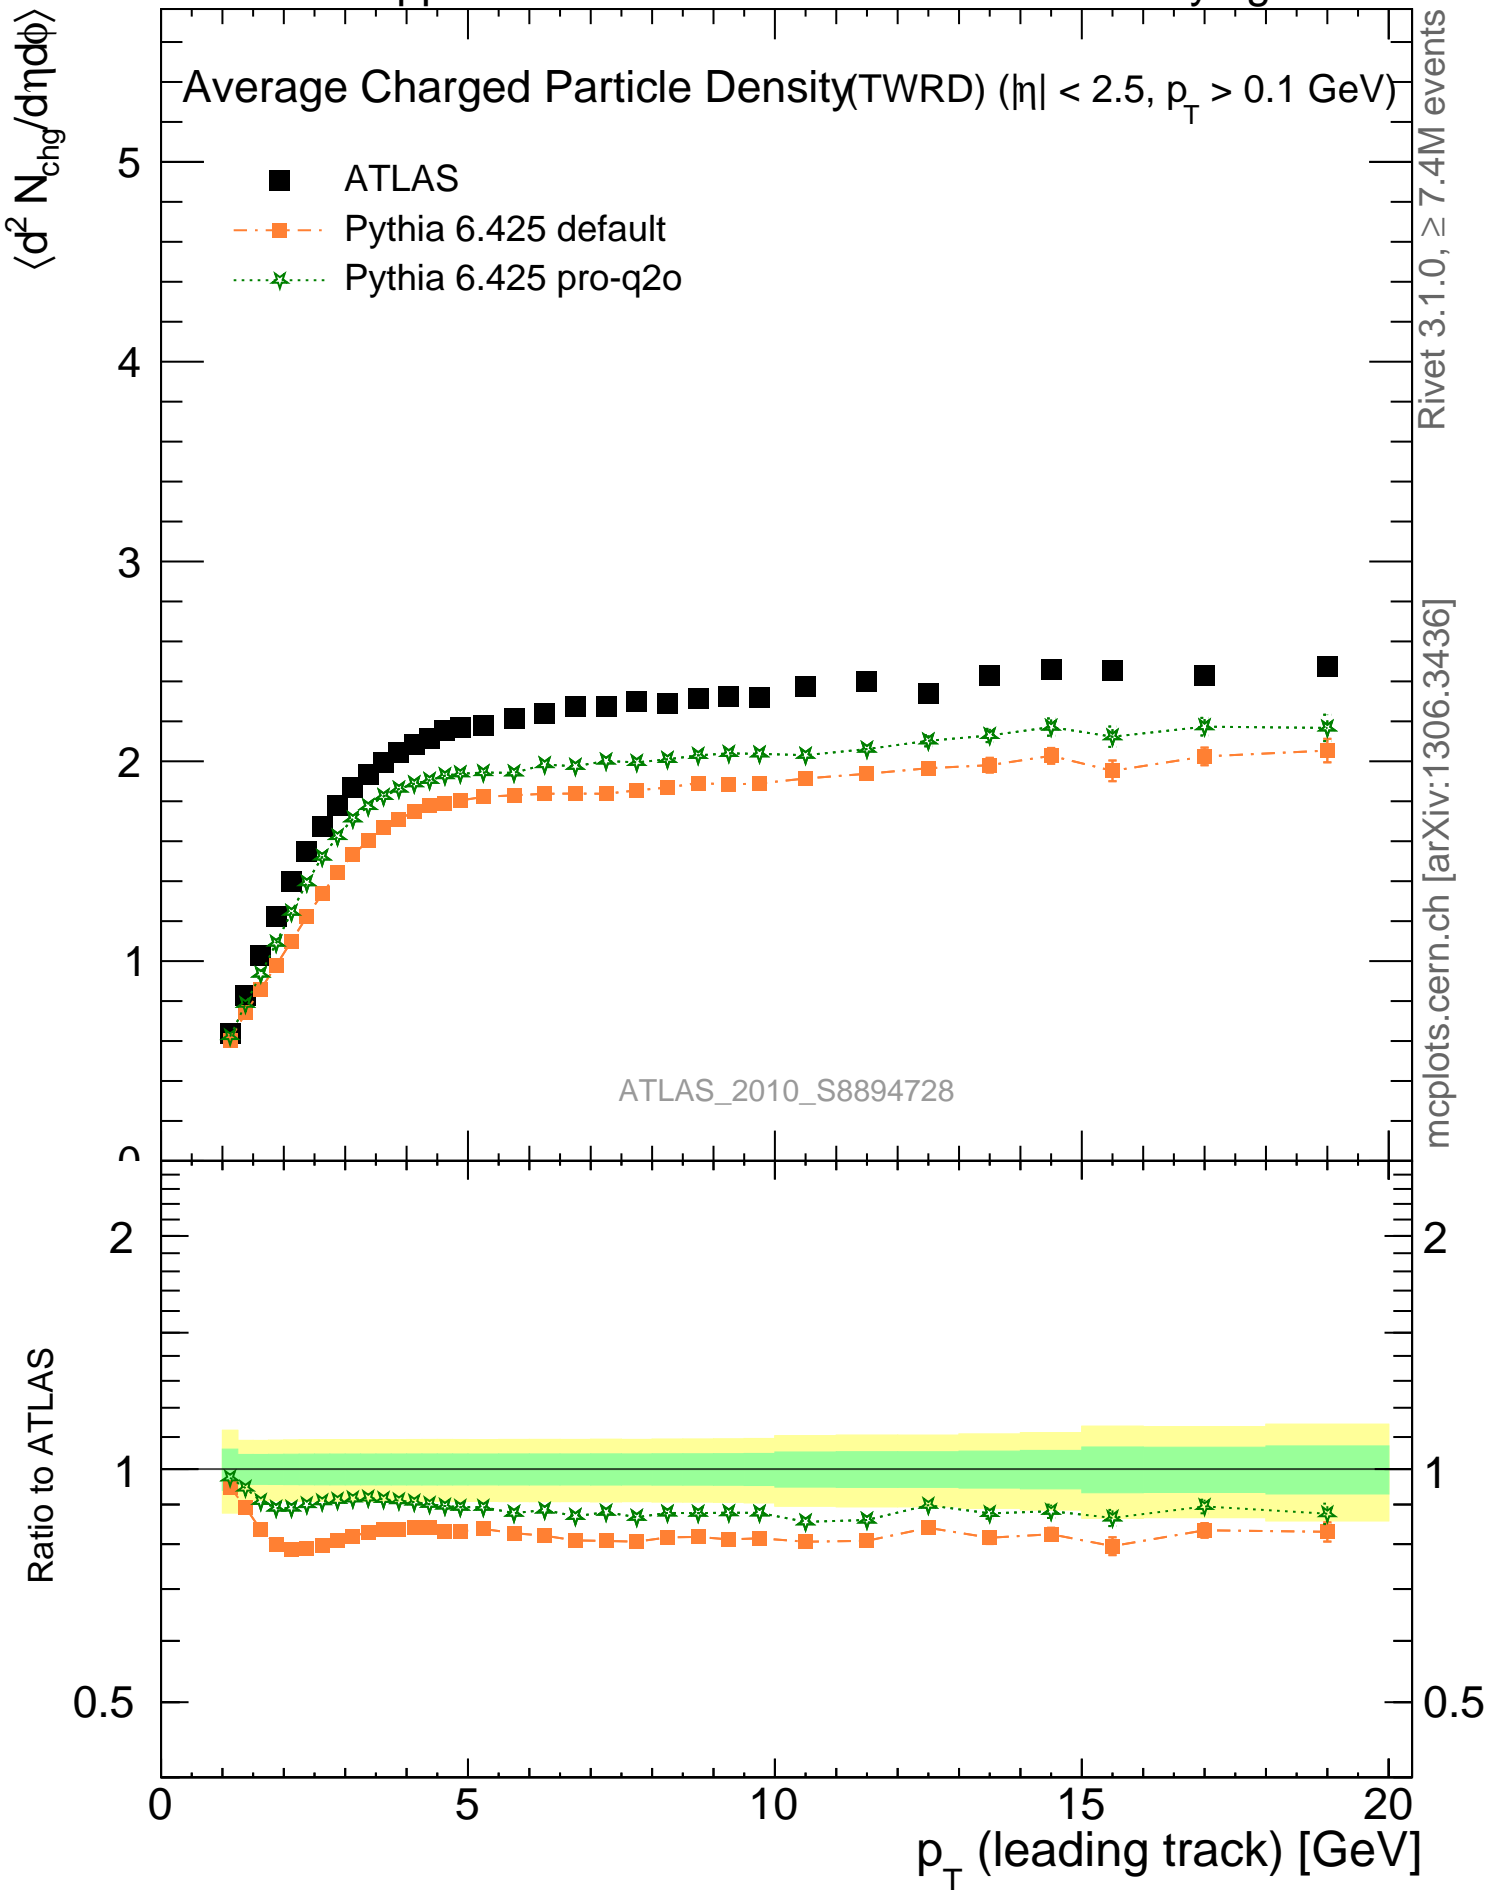 Average Charged Particle Density (TWRD) (|η| < 2.5, p_T > 0.1 GeV)
⟨d² N_chg/dηdϕ⟩
ATLAS
Pythia 6.425 default
Pythia 6.425 pro-q2o
5
4
3
2
1
0
ATLAS_2010_S8894728
Rivet 3.1.0, ≥ 7.4M events
mcplots.cern.ch [arXiv:1306.3436]
Ratio to ATLAS
2
1
0.5
2
1
0.5
0 5 10 15 20
p_T (leading track) [GeV]